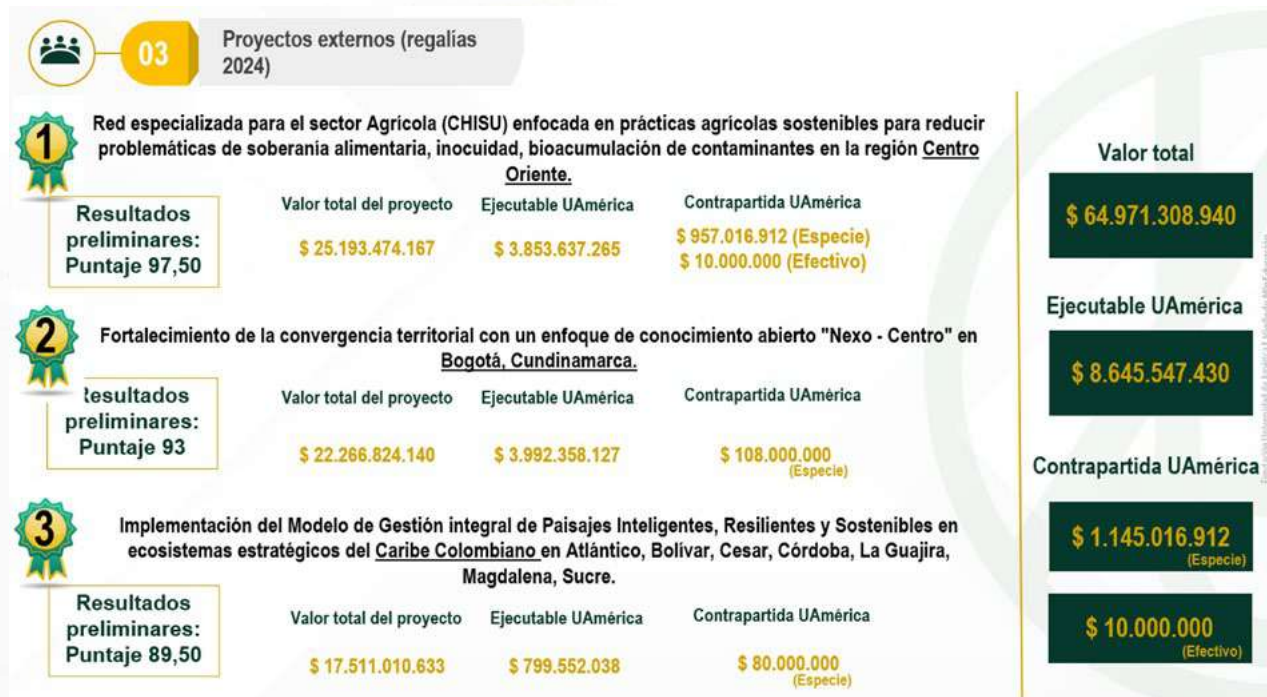 03
Proyectos externos (regalías
2024)
1
Red especializada para el sector Agrícola (CHISU) enfocada en prácticas agrícolas sostenibles para reducir
problemáticas de soberanía alimentaria, inocuidad, bioacumulación de contaminantes en la región Centro
Oriente.
Resultados
preliminares:
Puntaje 97,50
Valor total del proyecto
$ 25.193.474.167
Ejecutable UAmérica
$ 3.853.637.265
Contrapartida UAmérica
$ 957.016.912 (Especie)
$ 10.000.000 (Efectivo)
2
Fortalecimiento de la convergencia territorial con un enfoque de conocimiento abierto "Nexo - Centro" en
Bogotá, Cundinamarca.
Resultados
preliminares:
Puntaje 93
Valor total del proyecto
$ 22.266.824.140
Ejecutable UAmérica
$ 3.992.358.127
Contrapartida UAmérica
$ 108.000.000
(Especie)
3
Implementación del Modelo de Gestión integral de Paisajes Inteligentes, Resilientes y Sostenibles en
ecosistemas estratégicos del Caribe Colombiano en Atlántico, Bolívar, Cesar, Córdoba, La Guajira,
Magdalena, Sucre.
Resultados
preliminares:
Puntaje 89,50
Valor total del proyecto
$ 17.511.010.633
Ejecutable UAmérica
$ 799.552.038
Contrapartida UAmérica
$ 80.000.000
(Especie)
Valor total
$ 64.971.308.940
Ejecutable UAmérica
$ 8.645.547.430
Contrapartida UAmérica
$ 1.145.016.912
(Especie)
$ 10.000.000
(Efectivo)